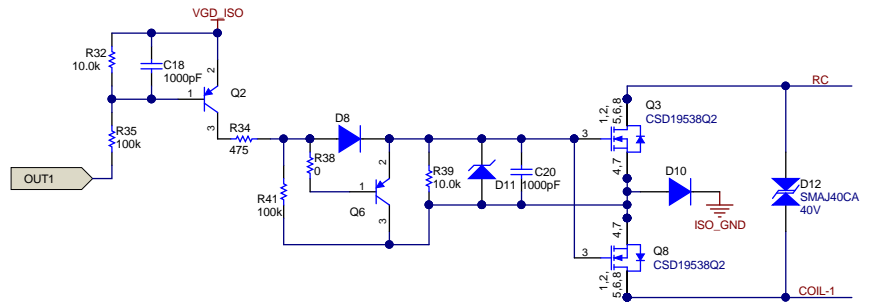 VGD_ISO
R32
10.0k
C18
1000pF
2
1
Q2
3
R35
100k
OUT1
R34
475
D8
R38
0
R41
100k
2
1
3
Q6
R39
10.0k
D11
C20
1000pF
1,2,
5,6,8
3
4,7
Q3
CSD19538Q2
RC
D10
ISO_GND
D12
SMAJ40CA
40V
4,7
3
1,2,
5,6,8
Q8
CSD19538Q2
COIL-1